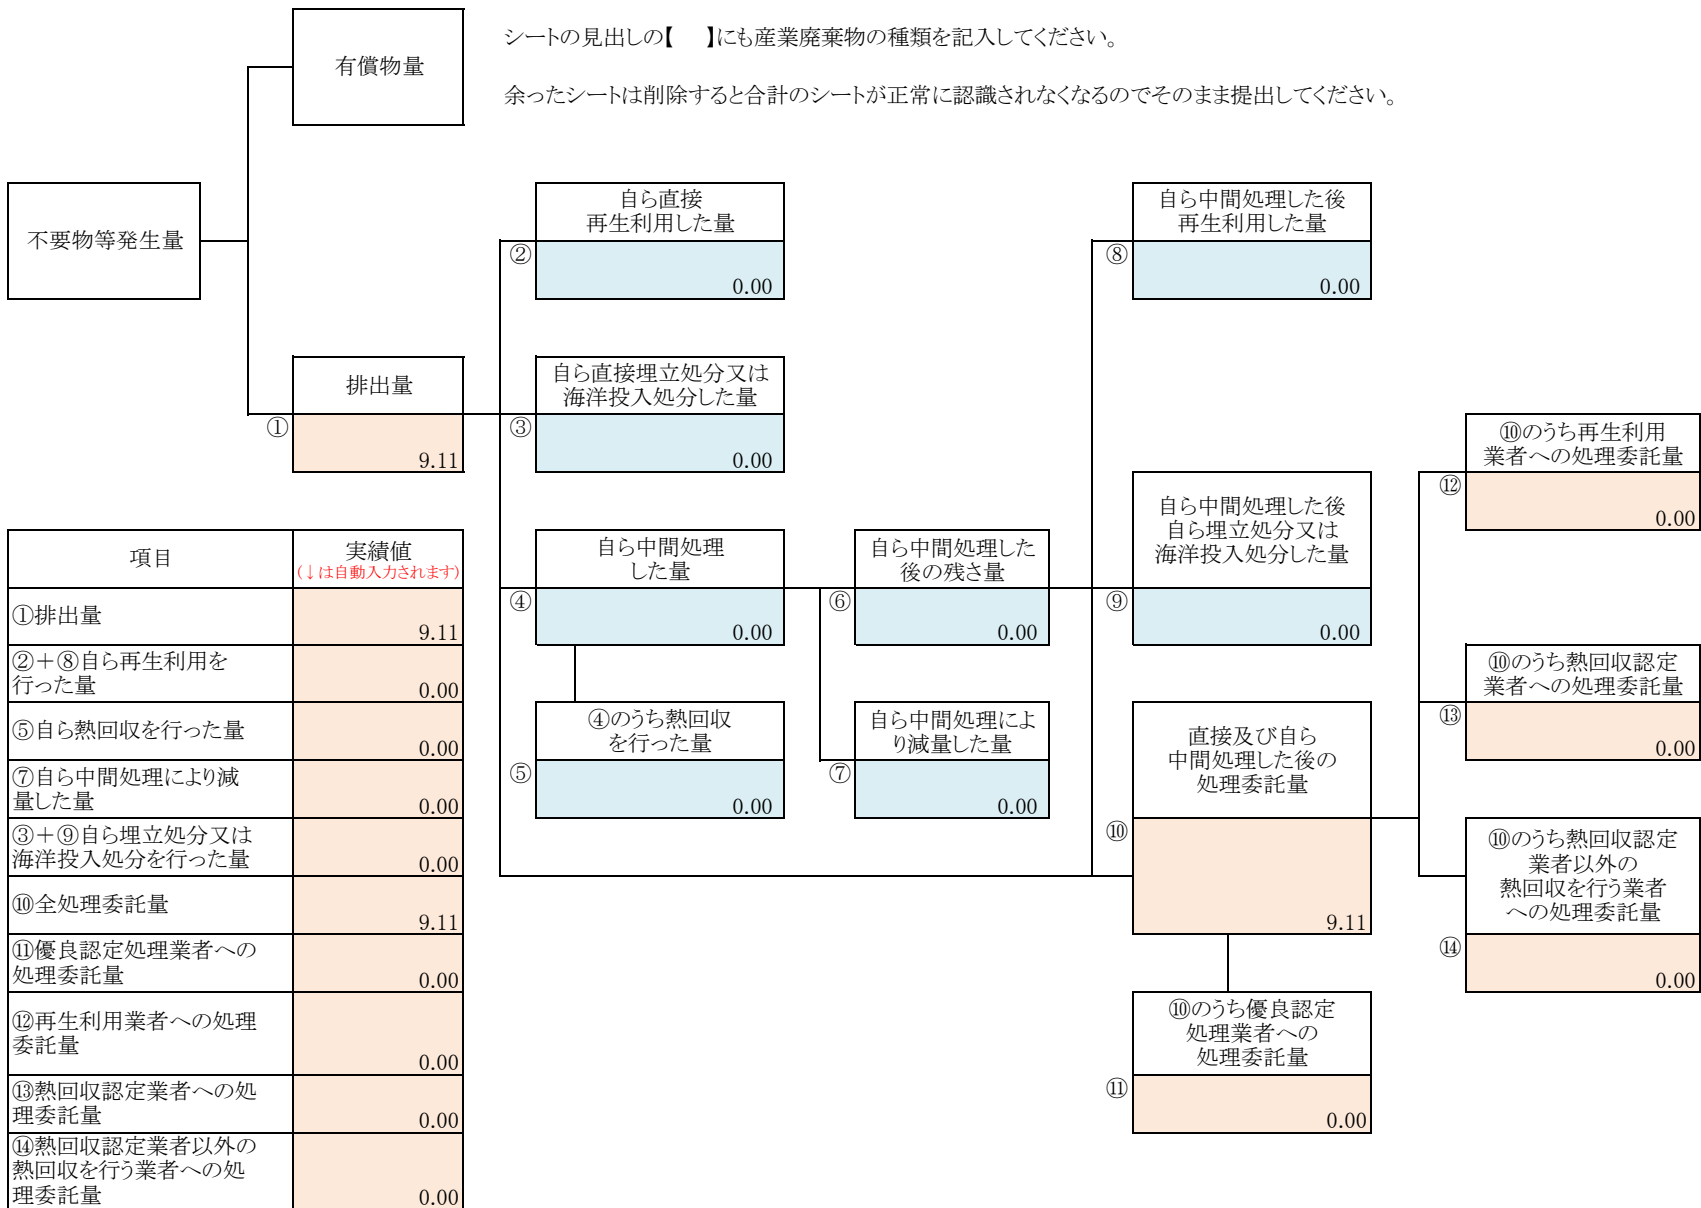 有償物量
シートの見出しの【　】にも産業廃棄物の種類を記入してください。
余ったシートは削除すると合計のシートが正常に認識されなくなるのでそのまま提出してください。
不要物等発生量
自ら直接
再生利用した量
②
0.00
自ら中間処理した後
再生利用した量
⑧
0.00
排出量
①
9.11
自ら直接埋立処分又は
海洋投入処分した量
③
0.00
⑩のうち再生利用
業者への処理委託量
⑫
0.00
自ら中間処理
した量
④
0.00
自ら中間処理した
後の残さ量
⑥
0.00
自ら中間処理した後
自ら埋立処分又は
海洋投入処分した量
⑨
0.00
⑩のうち熱回収認定
業者への処理委託量
⑬
0.00
④のうち熱回収
を行った量
⑤
0.00
自ら中間処理によ
り減量した量
⑦
0.00
直接及び自ら
中間処理した後の
処理委託量
⑩
9.11
⑩のうち熱回収認定
業者以外の
熱回収を行う業者
への処理委託量
⑭
0.00
⑩のうち優良認定
処理業者への
処理委託量
⑪
0.00
項目
実績値
(↓は自動入力されます)
①排出量
9.11
②＋⑧自ら再生利用を
行った量
0.00
⑤自ら熱回収を行った量
0.00
⑦自ら中間処理により減
量した量
0.00
③＋⑨自ら埋立処分又は
海洋投入処分を行った量
0.00
⑩全処理委託量
9.11
⑪優良認定処理業者への
処理委託量
0.00
⑫再生利用業者への処理
委託量
0.00
⑬熱回収認定業者への処
理委託量
0.00
⑭熱回収認定業者以外の
熱回収を行う業者への処
理委託量
0.00